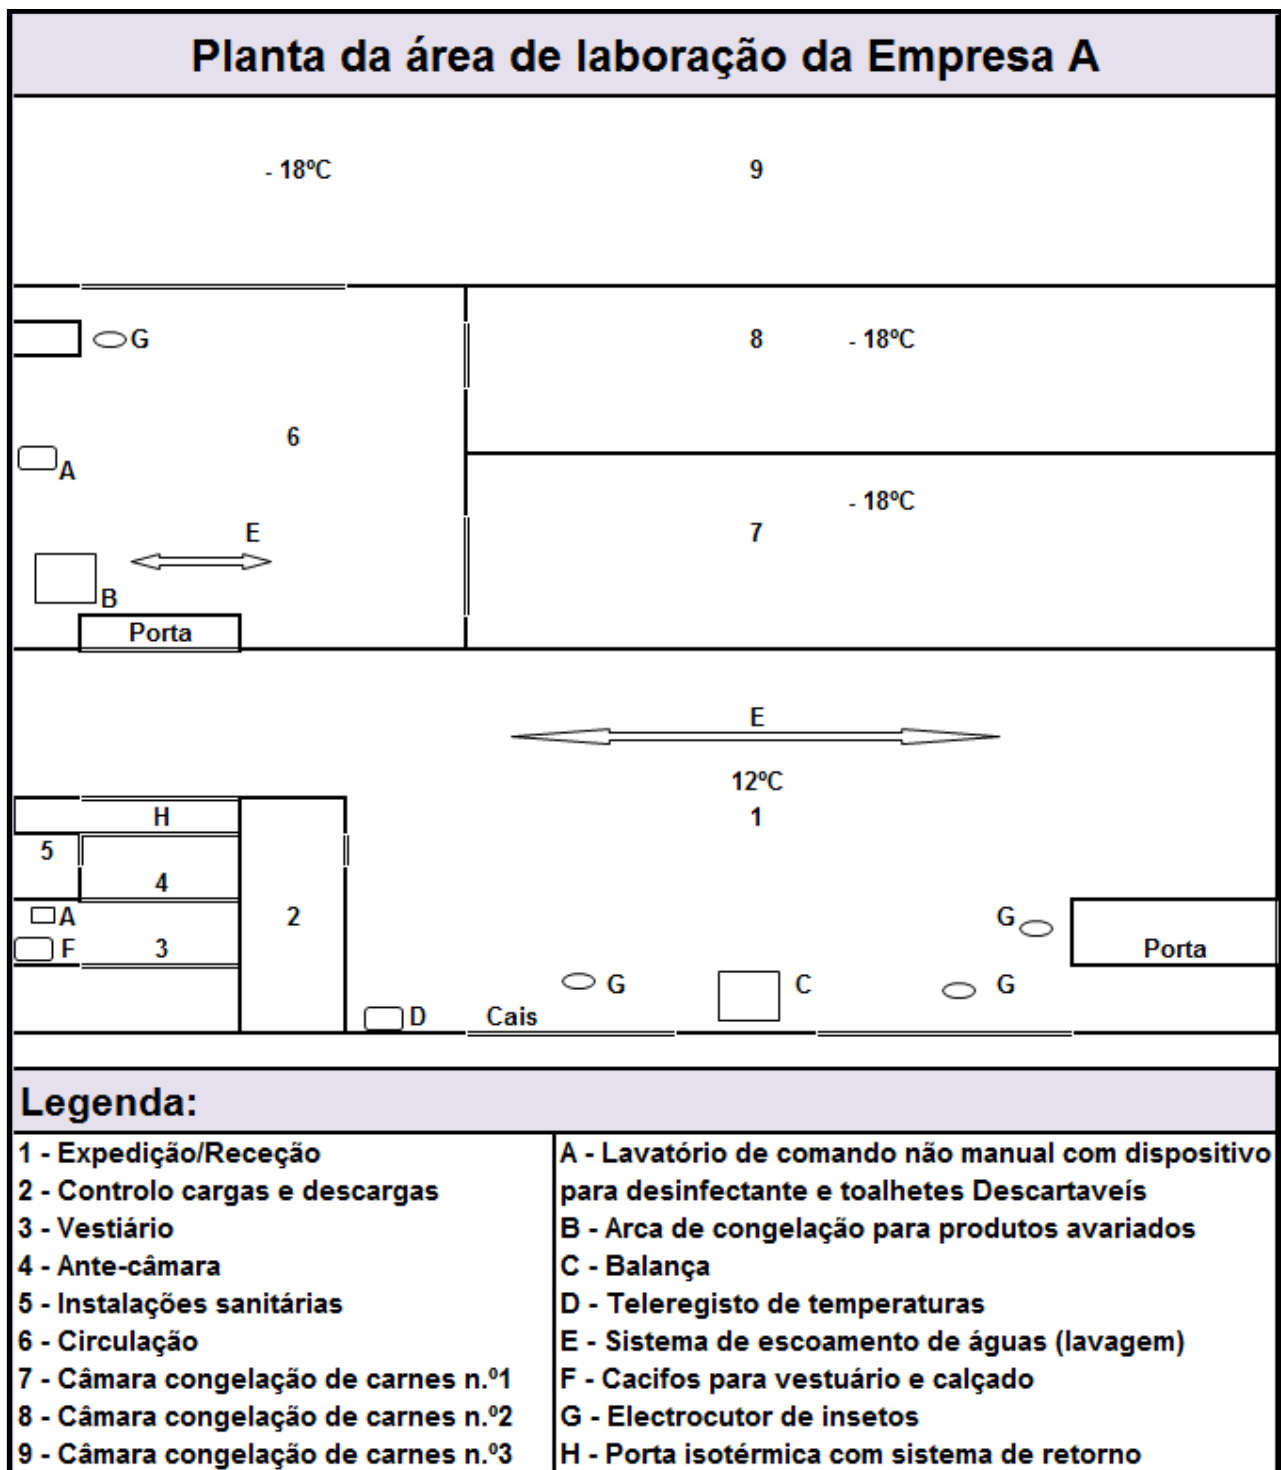 Planta da área de laboração da Empresa A
- 18ºC 9
G
8 - 18ºC
6
A
- 18ºC
E 7
B
Porta
E
12ºC
H 1
5
4
A 2 G
F 3 Porta
G C G
D Cais
Legenda:
1 - Expedição/Receção
2 - Controlo cargas e descargas
3 - Vestiário
4 - Ante-câmara
5 - Instalações sanitárias
6 - Circulação
7 - Câmara congelação de carnes n.º1
8 - Câmara congelação de carnes n.º2
9 - Câmara congelação de carnes n.º3
A - Lavatório de comando não manual com dispositivo
para desinfectante e toalhetes Descartaveís
B - Arca de congelação para produtos avariados
C - Balança
D - Teleregisto de temperaturas
E - Sistema de escoamento de águas (lavagem)
F - Cacifos para vestuário e calçado
G - Electrocutor de insetos
H - Porta isotérmica com sistema de retorno